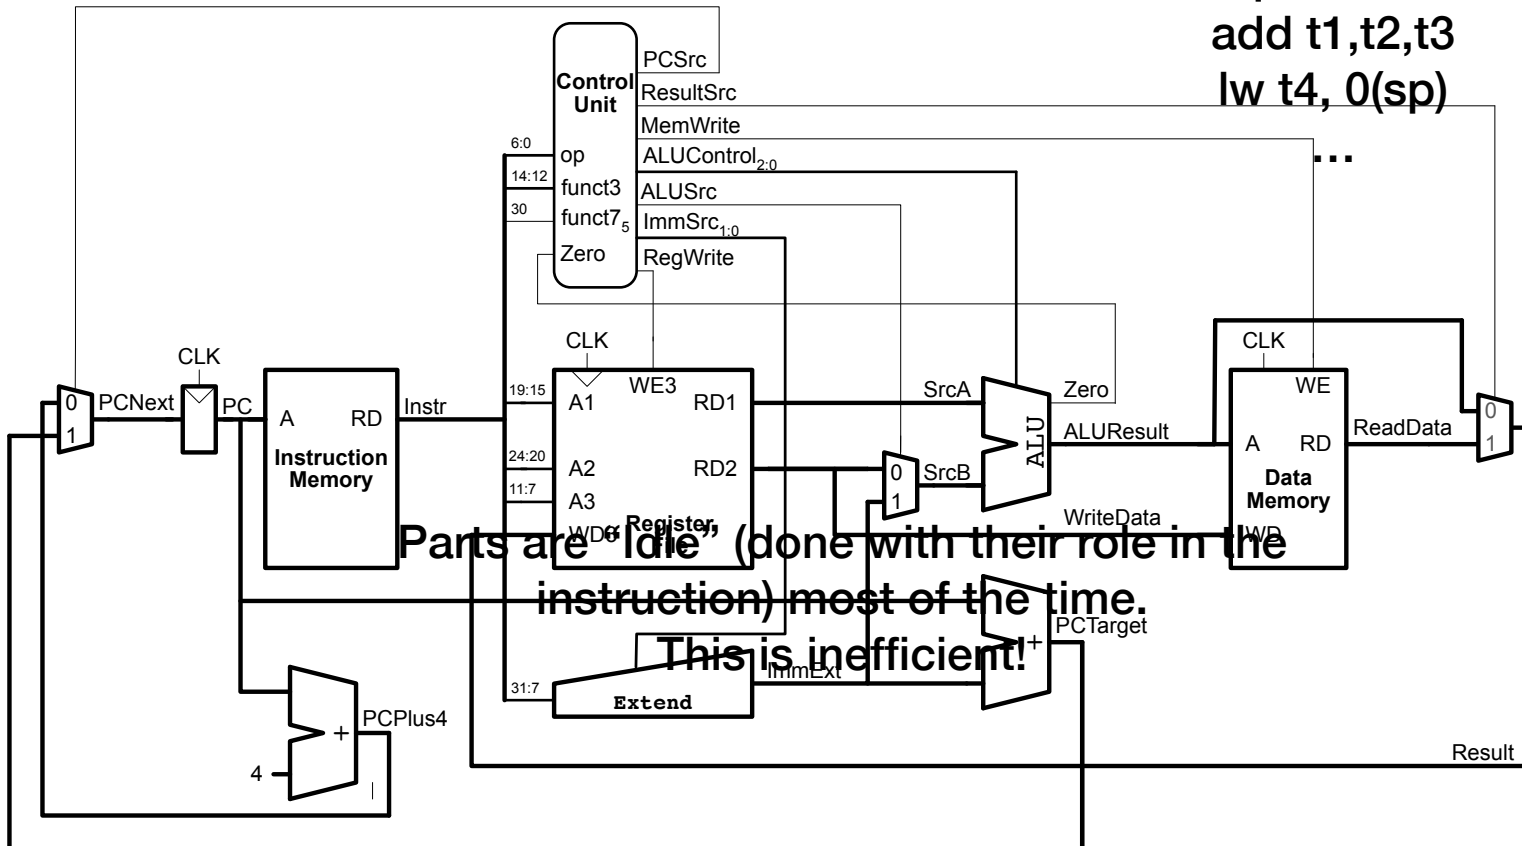 add t1,t2,t3
lw t4, 0(sp)
...
Control
Unit
PCSrc
ResultSrc
MemWrite
ALUControl2:0
ALUSrc
ImmSrc1:0
RegWrite
6:0
op
14:12
funct3
30
funct75
Zero
CLK
0
1
PCNext
PC
A
RD
Instruction
Memory
Instr
CLK
WE3
19:15
A1
RD1
24:20
A2
RD2
11:7
A3
WD3
Register
File
SrcA
0
1
SrcB
ALU
Zero
ALUResult
WriteData
CLK
WE
A
RD
Data
Memory
WD
ReadData
0
1
Parts are “Idle” (done with their role in the
instruction) most of the time.
This is inefficient!
+
PCTarget
31:7
Extend
ImmExt
+
PCPlus4
4
Result